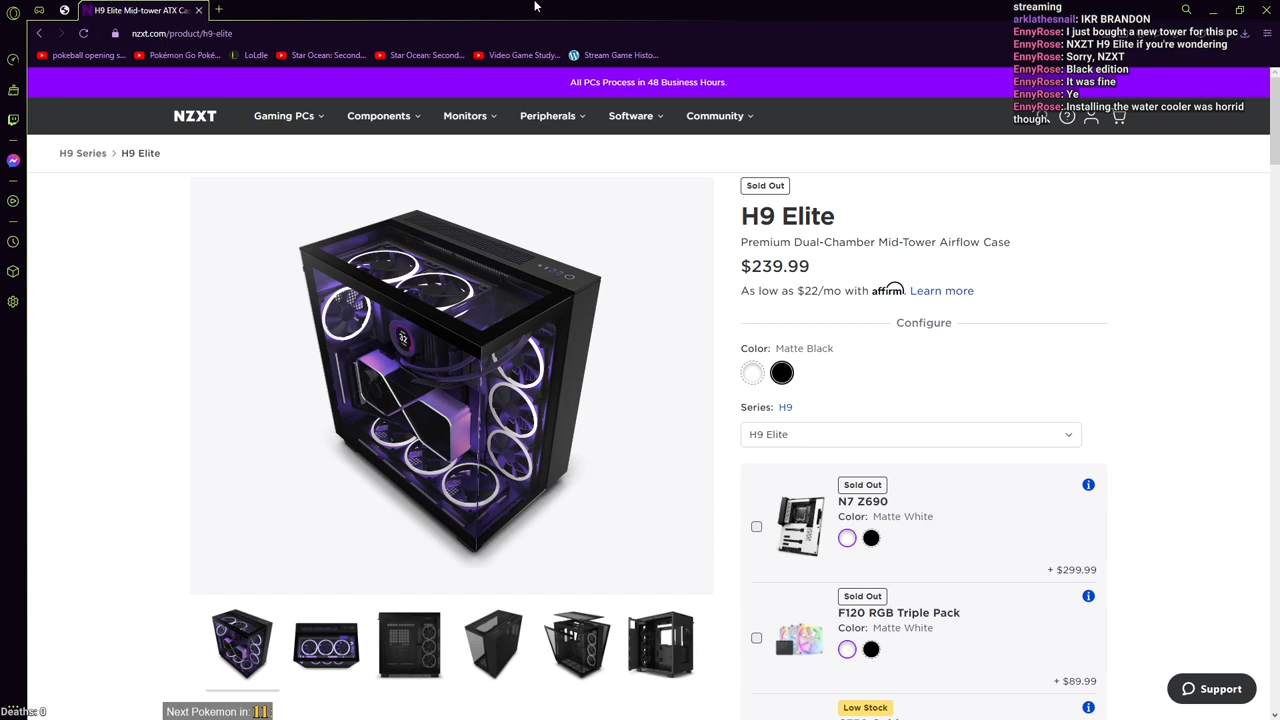 H9 Elite Mid-tower ATX Ca
streaming
arklathesnail: IKR BRANDON
EnnyRose: I just bought a new tower for this pc
EnnyRose: NXZT H9 Elite if you're wondering
EnnyRose: Sorry, NZXT
EnnyRose: Black edition
EnnyRose: It was fine
EnnyRose: Ye
EnnyRose: Installing the water cooler was horrid
though.
nzxt.com/product/h9-elite
pokeball opening s...
Pokémon Go Poké...
LoLdle
Star Ocean: Second...
Star Ocean: Second...
Video Game Study...
Stream Game Histo...
All PCs Process in 48 Business Hours.
NZXT
Gaming PCs
Components
Monitors
Peripherals
Software
Community
H9 Series > H9 Elite
Sold Out
H9 Elite
Premium Dual-Chamber Mid-Tower Airflow Case
$239.99
As low as $22/mo with affirm. Learn more
Configure
Color: Matte Black
Series: H9
H9 Elite
Sold Out
N7 Z690
Color: Matte White
+ $299.99
Sold Out
F120 RGB Triple Pack
Color: Matte White
+ $89.99
Low Stock
Support
Deaths: 0
Next Pokemon in: